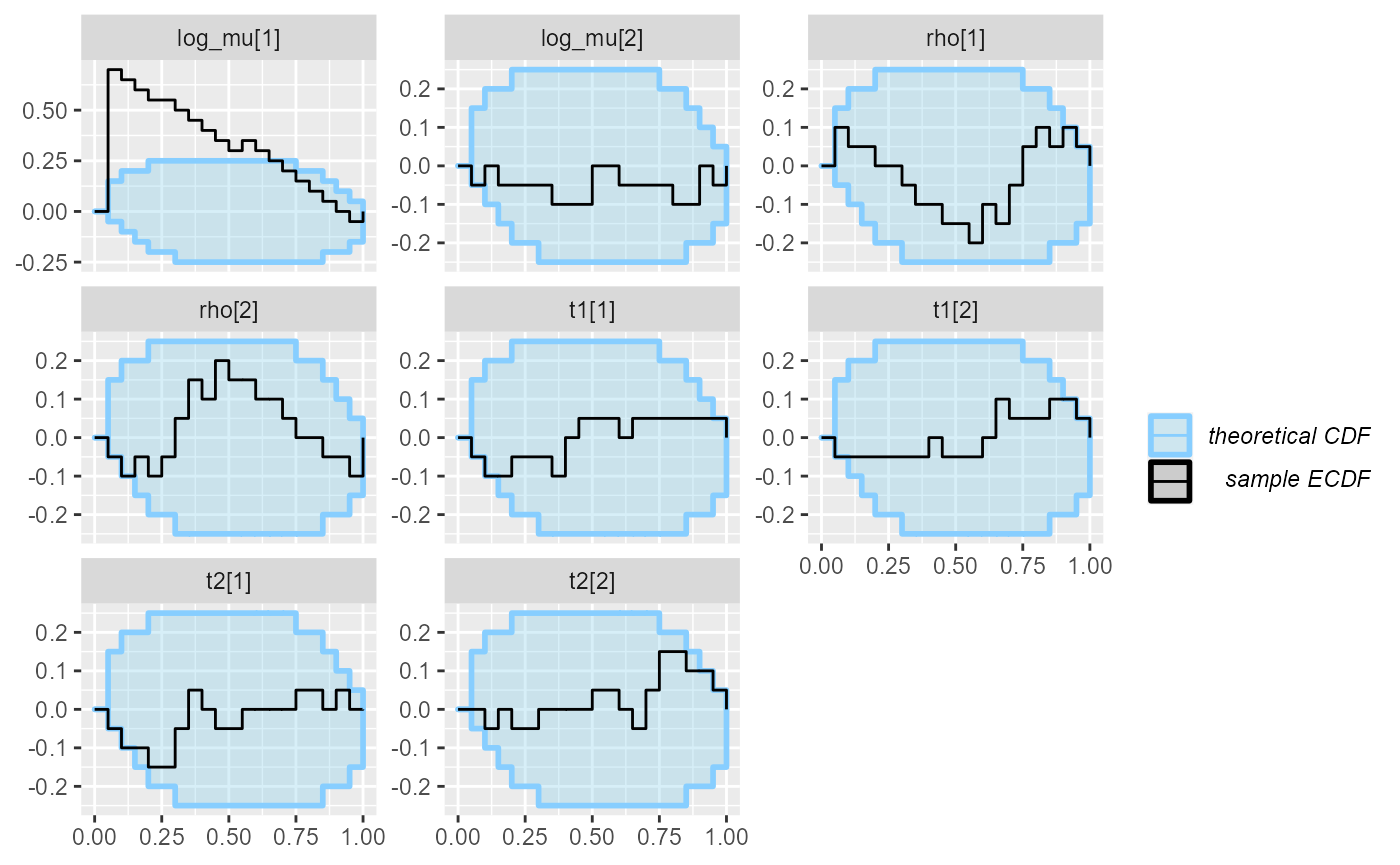 log_mu[1] log_mu[2] rho[1]
0.50 0.2 0.2
0.25 0.1 0.1
0.00 0.0 0.0
-0.25 -0.1 -0.1
-0.2 -0.2
rho[2] t1[1] t1[2]
0.2 0.2 0.2
0.1 0.1 0.1
0.0 0.0 0.0
-0.1 -0.1 -0.1
-0.2 -0.2 -0.2
0.00 0.25 0.50 0.75 1.00
t2[1] t2[2]
0.2 0.2
0.1 0.1
0.0 0.0
-0.1 -0.1
-0.2 -0.2
0.00 0.25 0.50 0.75 1.00 0.00 0.25 0.50 0.75 1.00
theoretical CDF
sample ECDF